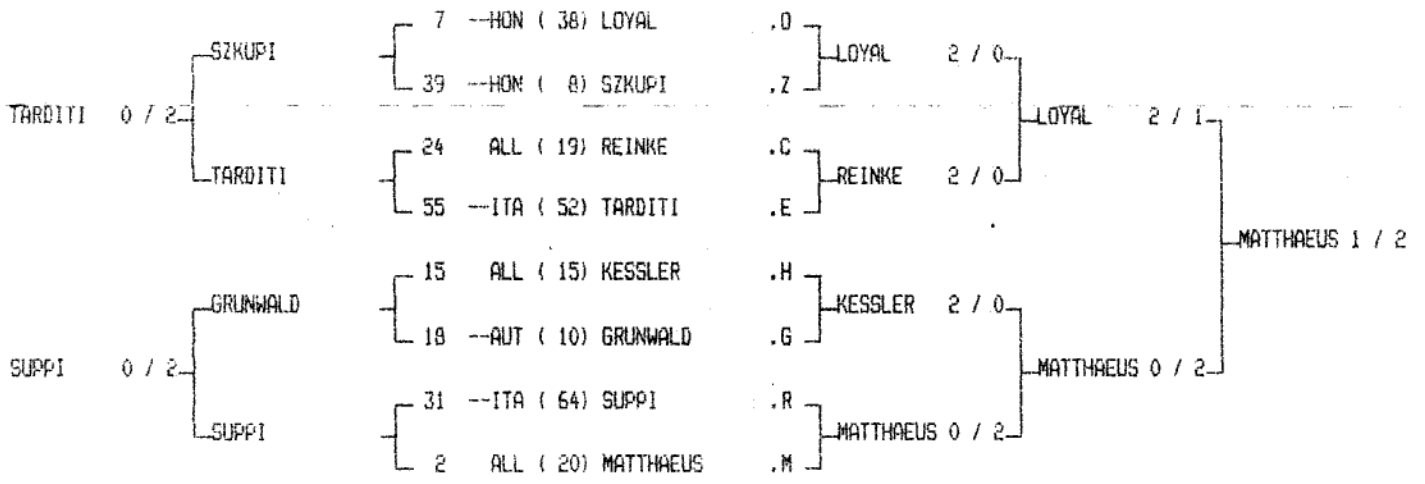 7 --HON ( 38) LOYAL .O
SZKUPI LOYAL 2 / 0
39 --HON ( 8) SZKUPI .Z
TARDITI 0 / 2 LOYAL 2 / 1
24 ALL ( 19) REINKE .C
TARDITI REINKE 2 / 0
55 --ITA ( 52) TARDITI .E
MATTHAEUS 1 / 2
15 ALL ( 15) KESSLER .H
GRUNWALD KESSLER 2 / 0
18 --AUT ( 10) GRUNWALD .G
SUPPI 0 / 2 MATTHAEUS 0 / 2
31 --ITA ( 64) SUPPI .R
SUPPI MATTHAEUS 0 / 2
2 ALL ( 20) MATTHAEUS .M